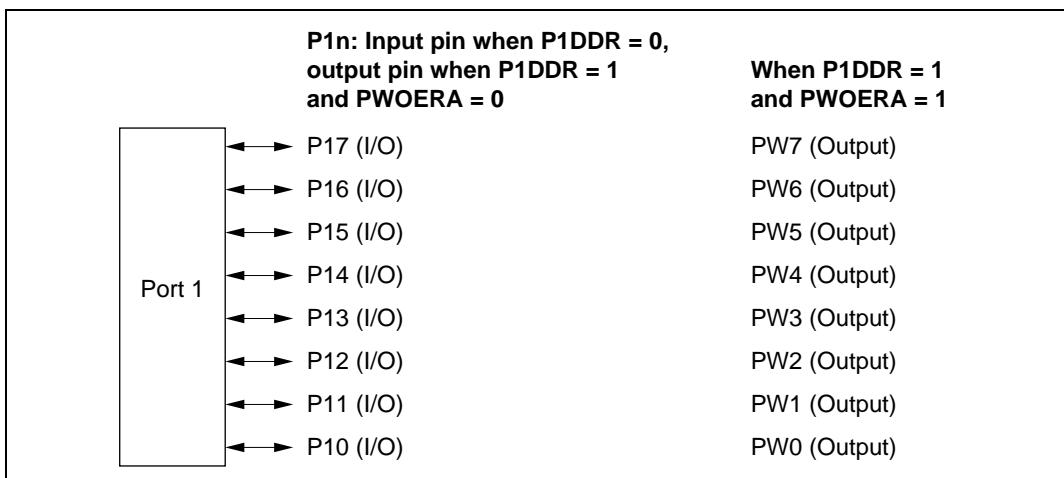 P1n: Input pin when P1DDR = 0,
output pin when P1DDR = 1
and PWOERA = 0
When P1DDR = 1
and PWOERA = 1
Port 1
P17 (I/O)
PW7 (Output)
P16 (I/O)
PW6 (Output)
P15 (I/O)
PW5 (Output)
P14 (I/O)
PW4 (Output)
P13 (I/O)
PW3 (Output)
P12 (I/O)
PW2 (Output)
P11 (I/O)
PW1 (Output)
P10 (I/O)
PW0 (Output)